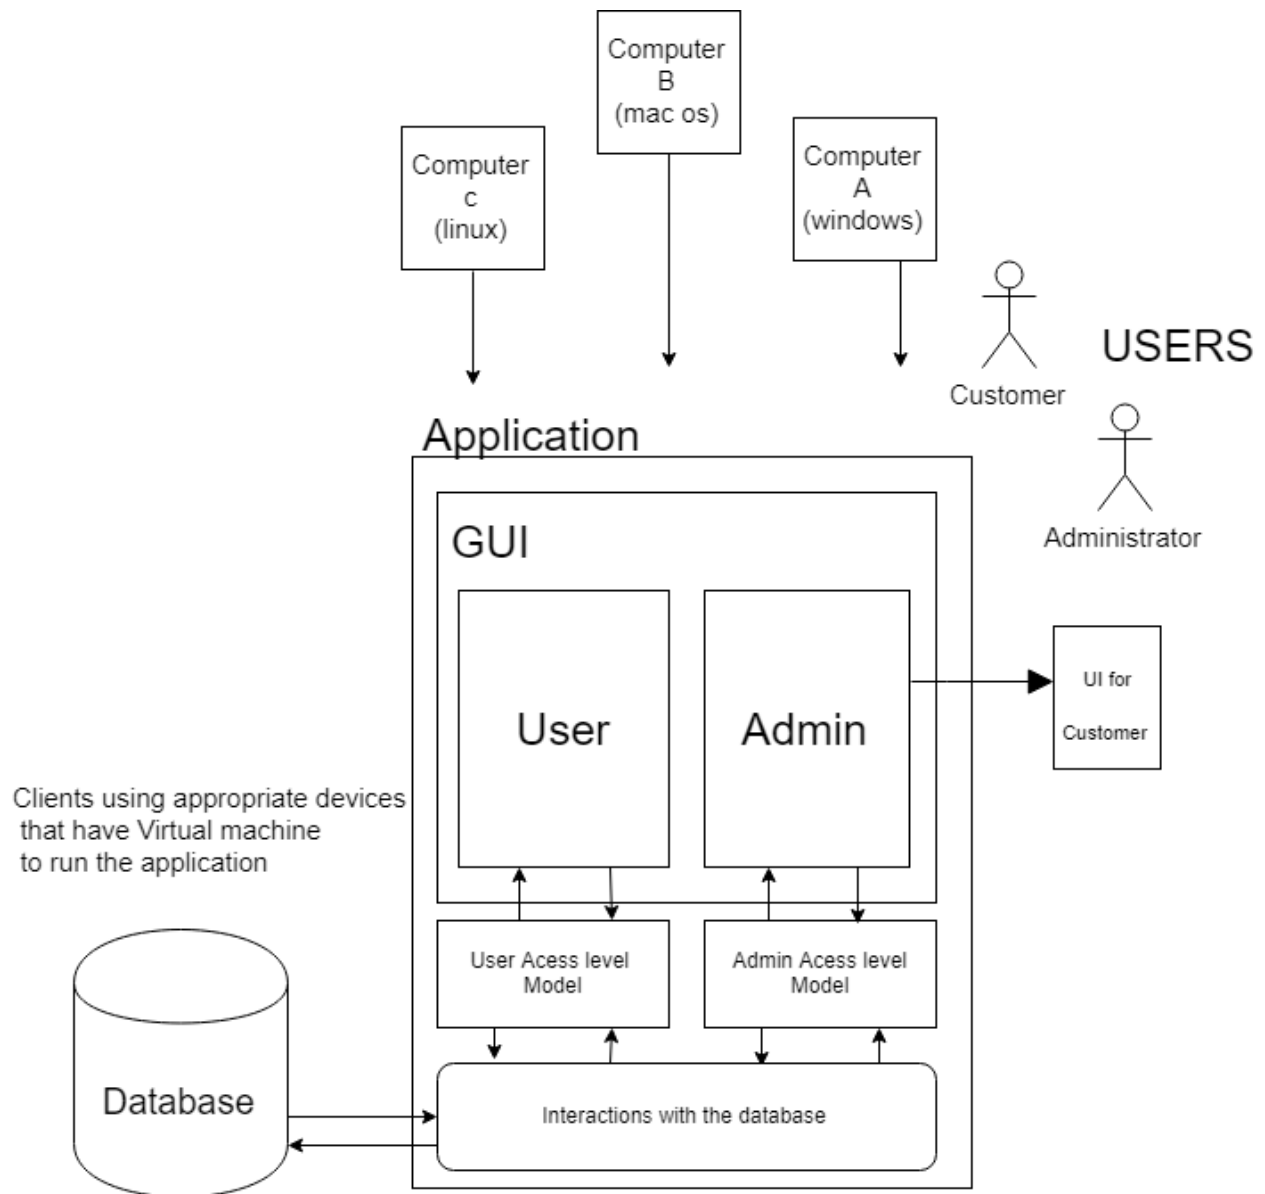 Computer
B
(mac os)
Computer
c
(linux)
Computer
A
(windows)
Customer
USERS
Administrator
Application
GUI
User
Admin
UI for
Customer
Clients using appropriate devices
that have Virtual machine
to run the application
User Acess level
Model
Admin Acess level
Model
Database
Interactions with the database